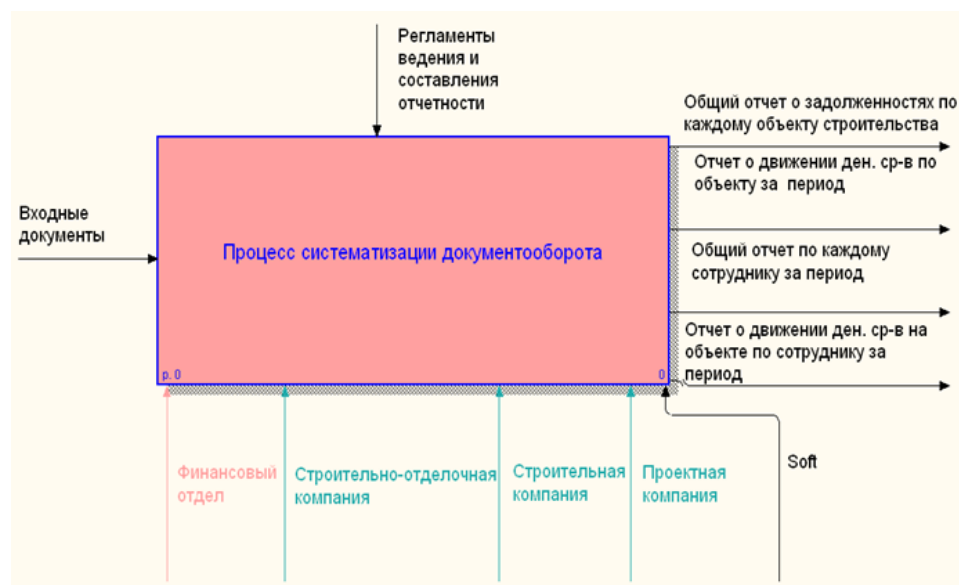 Регламенты
ведения и
составления
отчетности
Общий отчет о задолженностях по
каждому объекту строительства
Отчет о движении ден. ср-в по
объекту за период
Входные
документы
Процесс систематизации документооборота
Общий отчет по каждому
сотруднику за период
Отчет о движении ден. ср-в на
объекте по сотруднику за
период
р. 0
0
Финансовый
отдел
Строительно-отделочная
компания
Строительная
компания
Проектная
компания
Soft